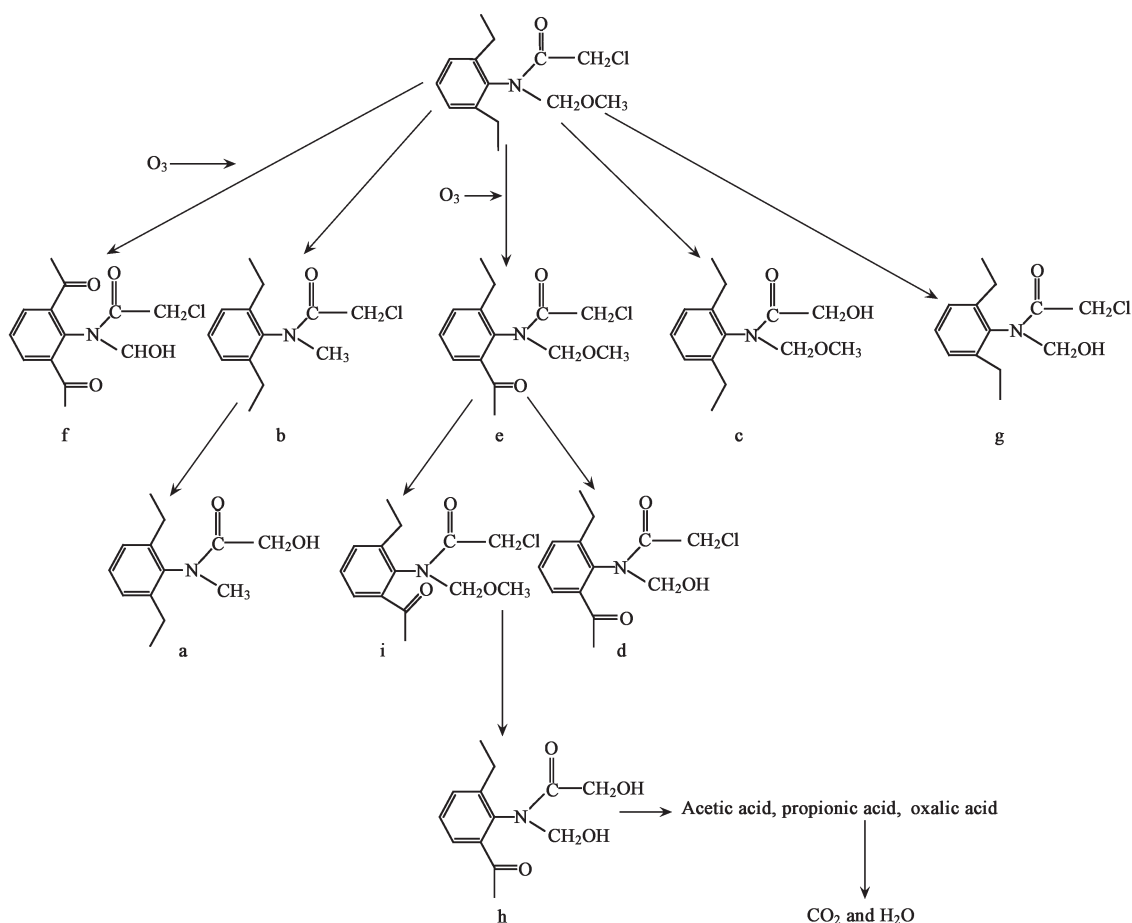 O
C CH₂Cl
N
CH₂OCH₃
O₃
O₃
O
O
C CH₂Cl
N
CHOH
O
f
O
C CH₂Cl
N
CH₃
b
O
C CH₂Cl
N
CH₂OCH₃
O
e
O
C CH₂OH
N
CH₂OCH₃
c
O
C CH₂Cl
N
CH₂OH
g
O
C CH₂OH
N
CH₃
a
O
C CH₂Cl
N
O
CH₂OCH₃
i
O
C CH₂Cl
N
CH₂OH
O
d
O
C CH₂OH
N
CH₂OH
O
h
Acetic acid, propionic acid, oxalic acid
CO₂ and H₂O